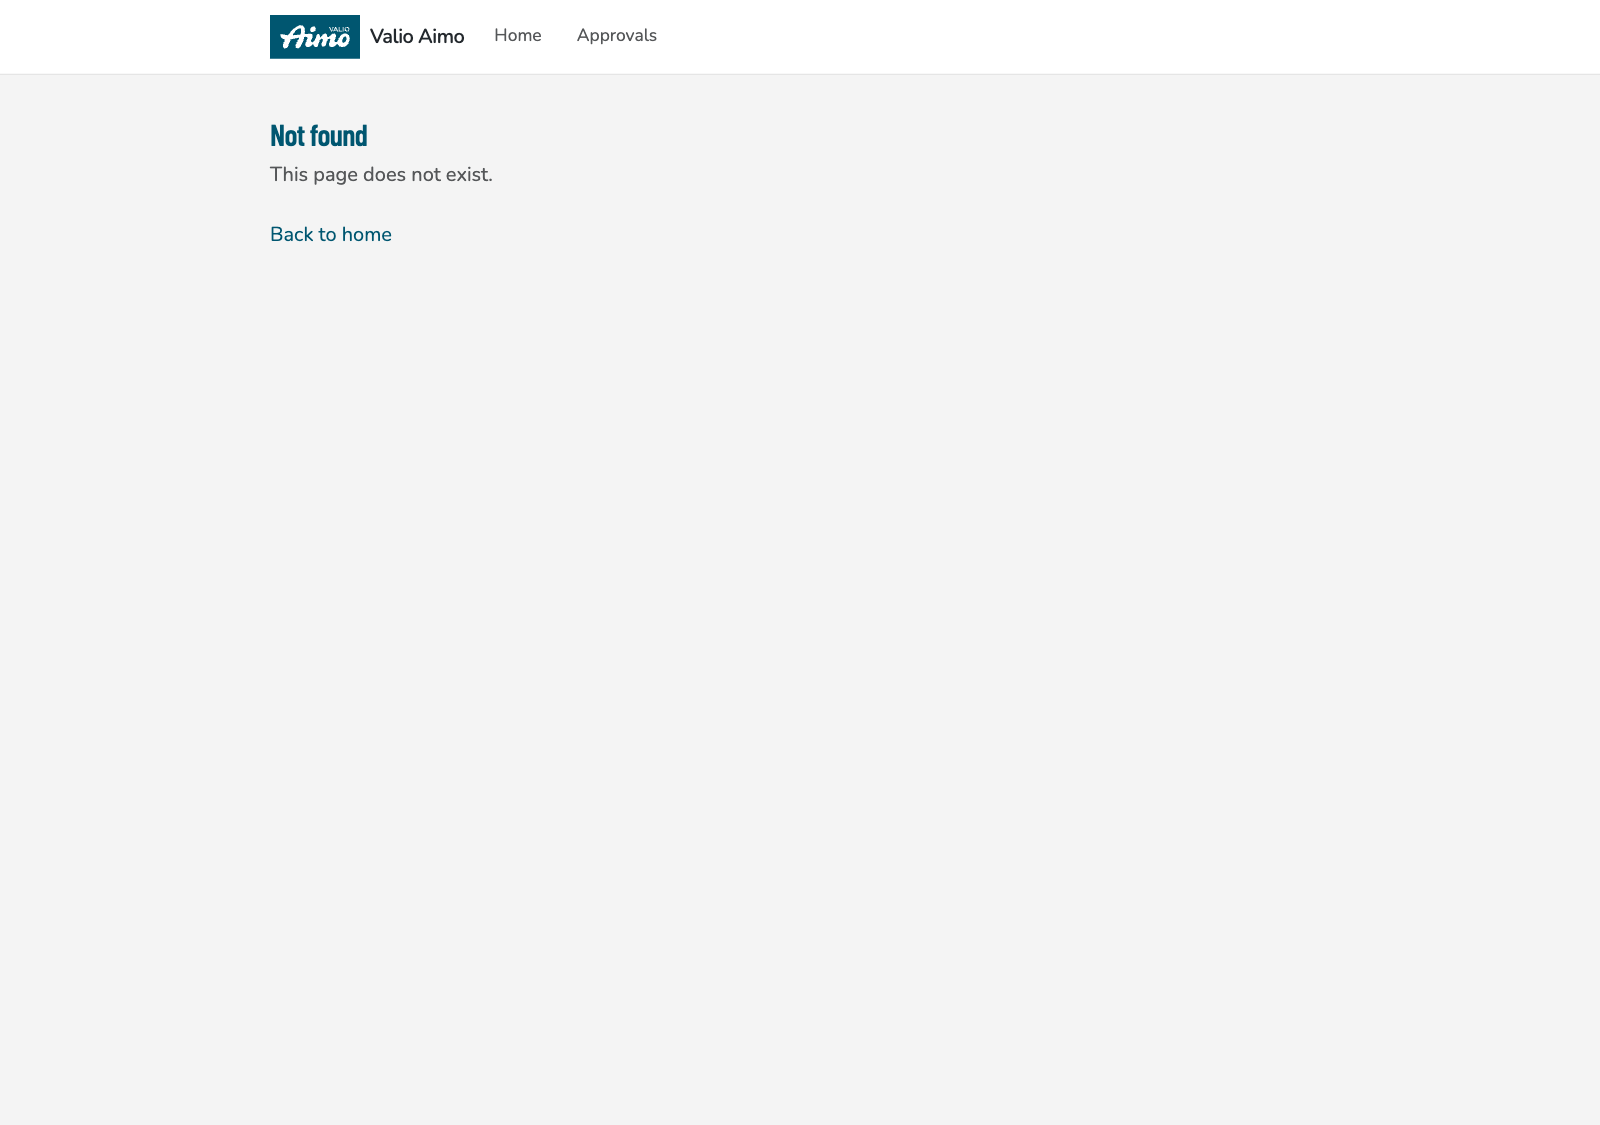 VALIO
Aimo
Valio Aimo
Home
Approvals
Not found
This page does not exist.
Back to home